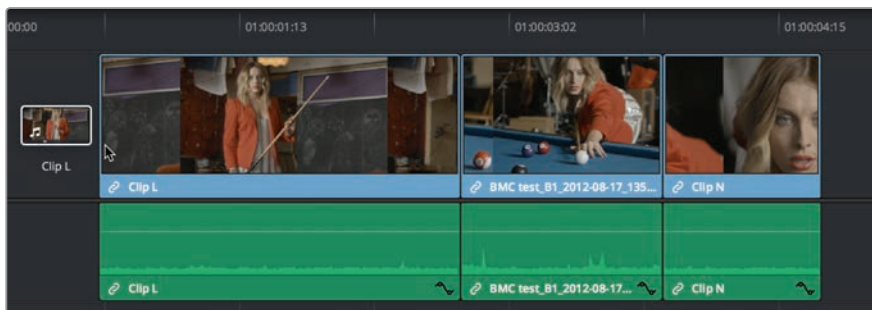 00:00
01:00:01:13
01:00:03:02
01:00:04:15
Clip L
Clip L
BMC test_B1_2012-08-17_135...
Clip N
Clip L
BMC test_B1_2012-08-17...
Clip N